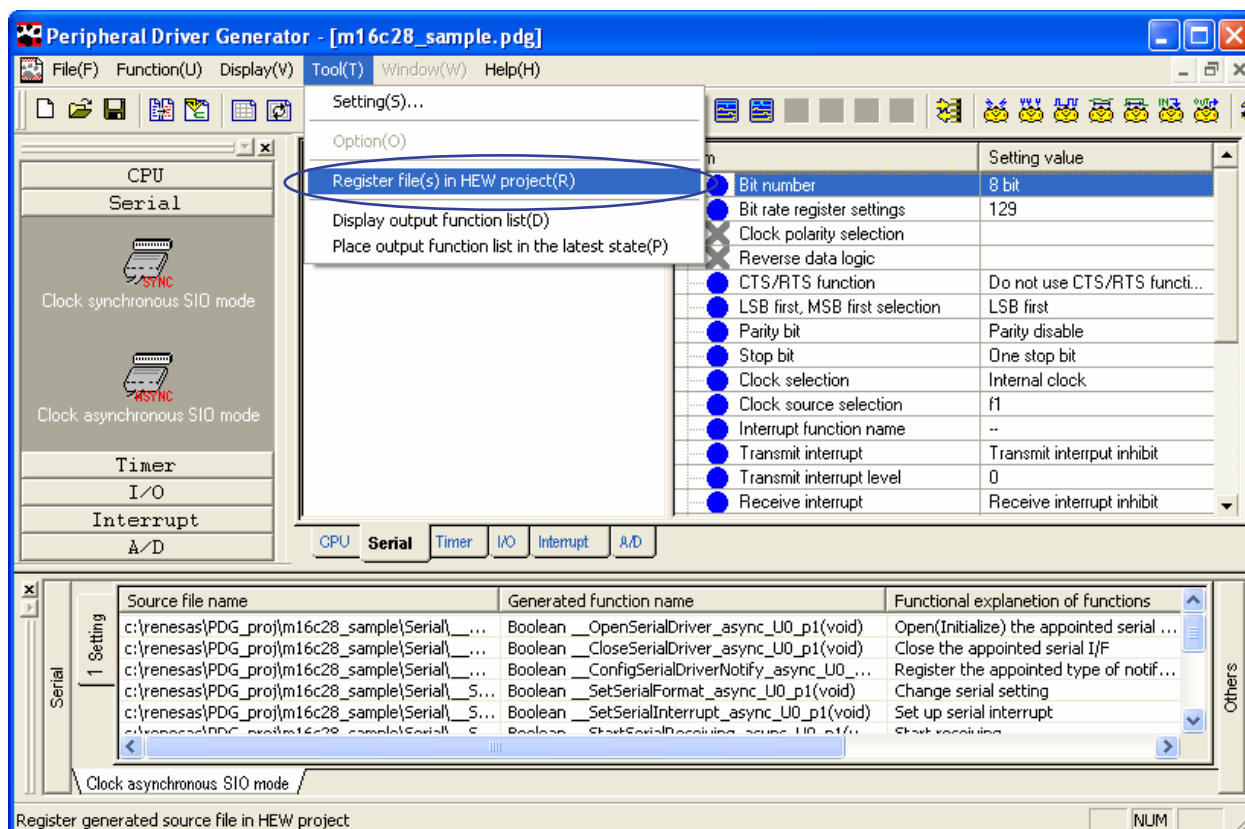 Peripheral Driver Generator - [m16c28_sample.pdg]
File(F) Function(U) Display(V) Tool(T) Window(W) Help(H)
Setting(S)...
Option(O)
Register file(s) in HEW project(R)
Display output function list(D)
Place output function list in the latest state(P)
CPU
Serial
SYNC
Clock synchronous SIO mode
ASYNC
Clock asynchronous SIO mode
Timer
I/O
Interrupt
A/D
Setting value
Bit number 8 bit
Bit rate register settings 129
Clock polarity selection
Reverse data logic
CTS/RTS function Do not use CTS/RTS functi...
LSB first, MSB first selection LSB first
Parity bit Parity disable
Stop bit One stop bit
Clock selection Internal clock
Clock source selection f1
Interrupt function name --
Transmit interrupt Transmit interrput inhibit
Transmit interrupt level 0
Receive interrupt Receive interrupt inhibit
CPU Serial Timer I/O Interrupt A/D
Serial
1 Setting
Source file name Generated function name Functional explanetion of functions
c:\renesas\PDG_proj\m16c28_sample\Serial\__... Boolean __OpenSerialDriver_async_U0_p1(void) Open(Initialize) the appointed serial ...
c:\renesas\PDG_proj\m16c28_sample\Serial\__... Boolean __CloseSerialDriver_async_U0_p1(void) Close the appointed serial I/F
c:\renesas\PDG_proj\m16c28_sample\Serial\__... Boolean __ConfigSerialDriverNotify_async_U0_... Register the appointed type of notif...
c:\renesas\PDG_proj\m16c28_sample\Serial\__S... Boolean __SetSerialFormat_async_U0_p1(void) Change serial setting
c:\renesas\PDG_proj\m16c28_sample\Serial\__S... Boolean __SetSerialInterrupt_async_U0_p1(void) Set up serial interrupt
c:\renesas\PDG_proj\m16c28_sample\Serial\__S... Boolean __StartSerialReceiving_async_U0_p1(u... Start receiving
Others
Clock asynchronous SIO mode
Register generated source file in HEW project
NUM